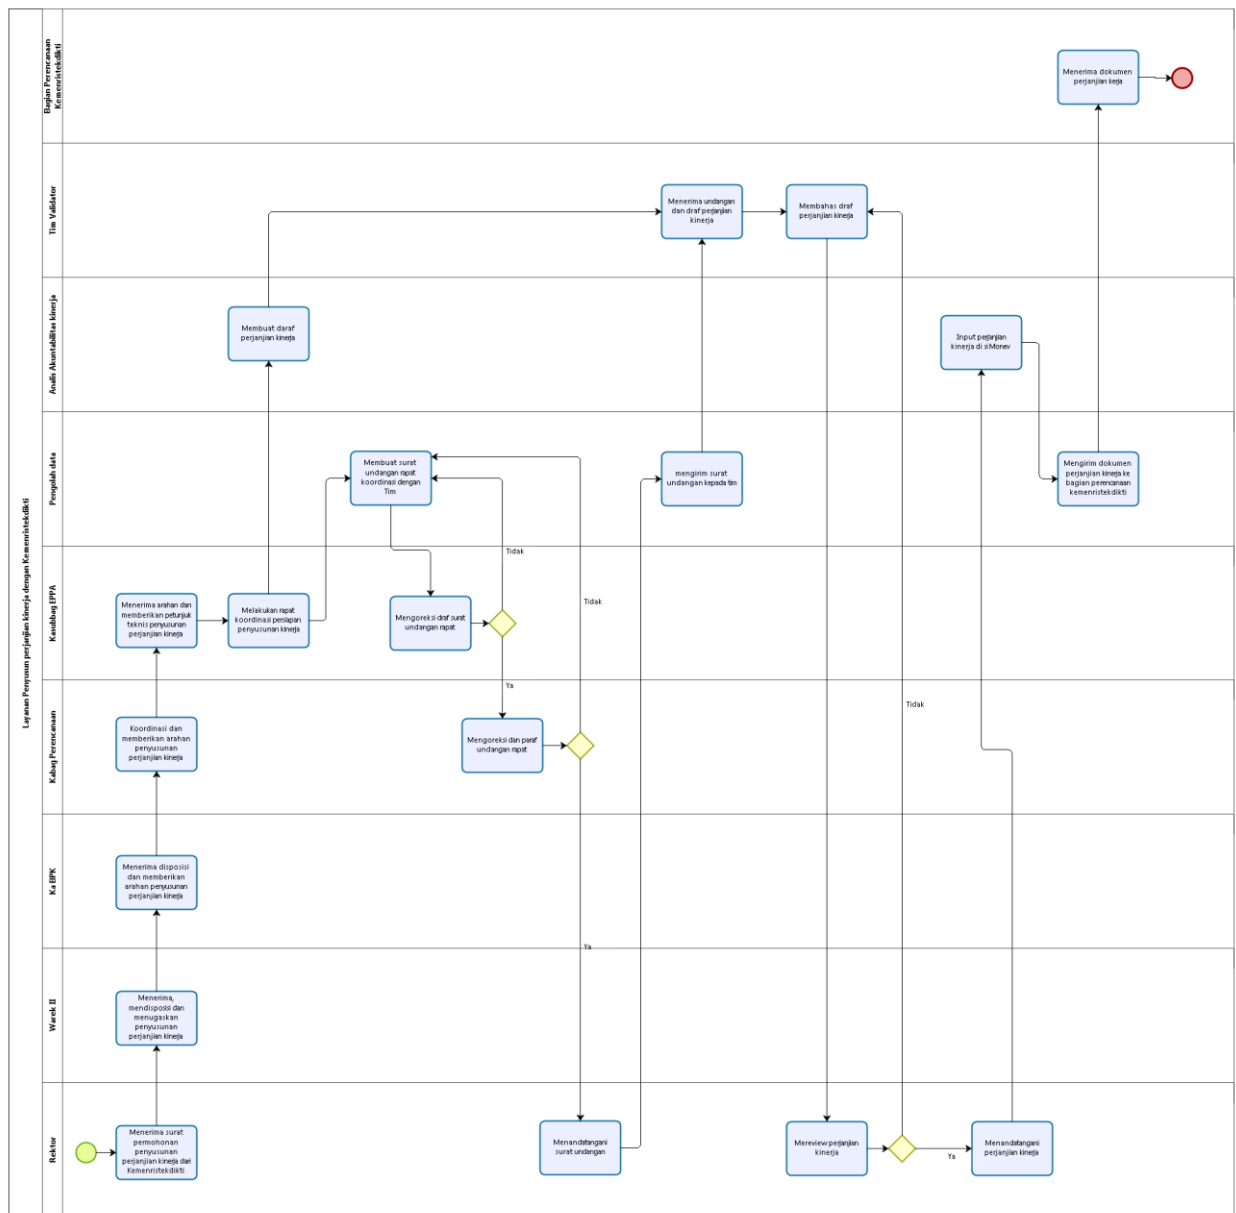 Layanan Penyusun perjanjian kinerja dengan Kemenristekdikti
Bagian Perencanaan
Kemenristekdikti
Menerima dokumen
perjanjian kerja
Tim Validator
Menerima undangan
dan draf perjanjian
kinerja
Membahas draf
perjanjian kinerja
Analis Akuntabilitas kinerja
Membuat daraf
perjanjian kinerja
Input perjanjian
kinerja di siMonev
Pengolah data
Membuat surat
undangan rapat
koordinasi dengan
Tim
mengirim surat
undangan kepada tim
Mengirim dokumen
perjanjian kinerja ke
bagian perencanaan
kemenristekdikti
Kasubbag EPPA
Tidak
Menerima arahan dan
memberikan petunjuk
teknis penyusunan
perjanjian kinerja
Melakukan rapat
koordinasi persiapan
penyusunan kinerja
Mengoreksi draf surat
undangan rapat
Tidak
Kabag Perencanaan
Ya
Koordinasi dan
memberikan arahan
penyusunan
perjanjian kinerja
Mengoreksi dan paraf
undangan rapat
Tidak
Ka BPK
Menerima disposisi
dan memberikan
arahan penyusunan
perjanjian kinerja
Ya
Warek II
Menerima,
mendisposisi dan
menugaskan
penyusunan
perjanjian kinerja
Rektor
Menerima surat
permohonan
penyusunan
perjanjian kinerja dari
Kemenristekdikti
Menandatangani
surat undangan
Mereview perjanjian
kinerja
Ya
Menandatangani
perjanjian kinerja